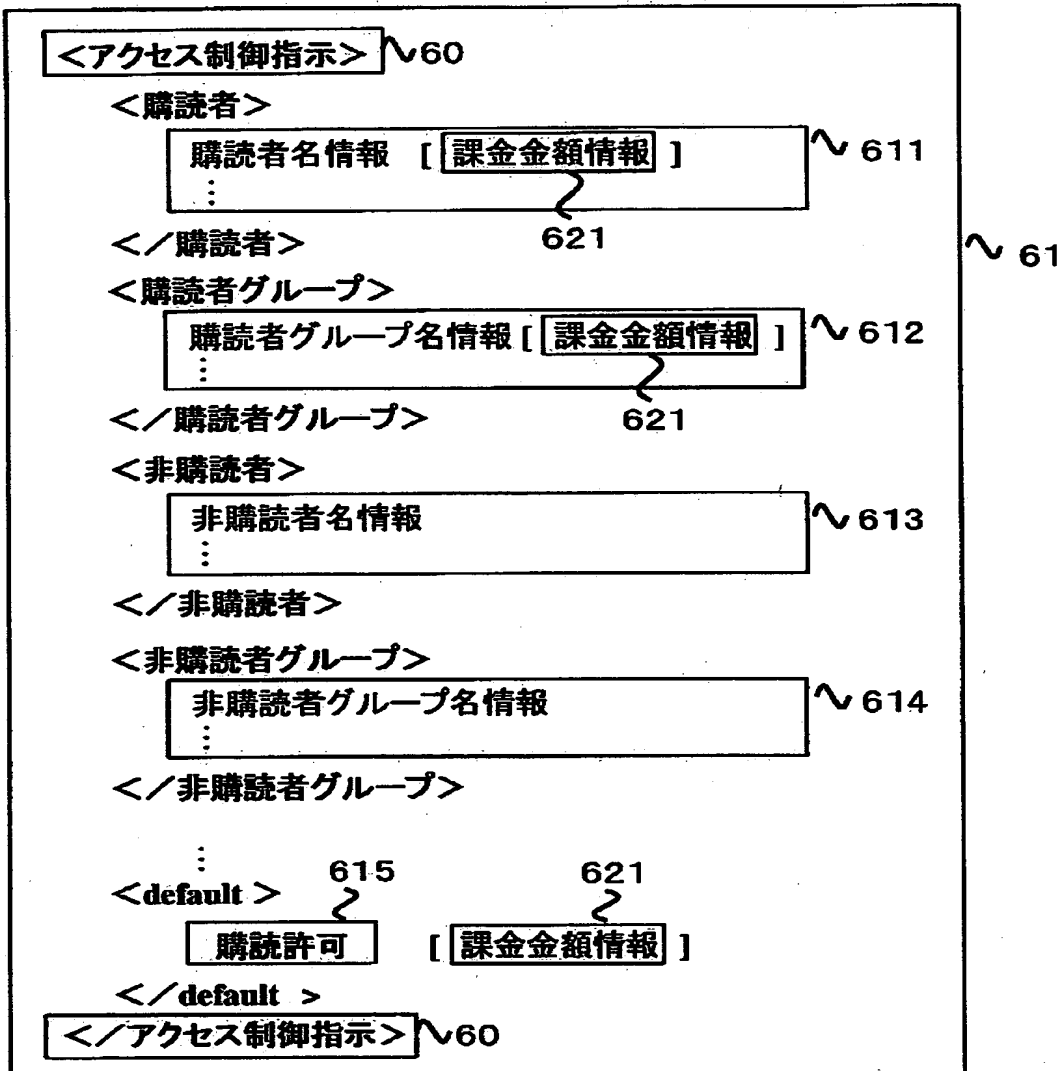 <アクセス制御指示> 60
<購読者>
購読者名情報 [ 課金金額情報 ] 611
⋮
621
</購読者>
61
<購読者グループ>
購読者グループ名情報 [ 課金金額情報 ] 612
⋮
621
</購読者グループ>
<非購読者>
非購読者名情報 613
⋮
</非購読者>
<非購読者グループ>
非購読者グループ名情報 614
⋮
</非購読者グループ>
⋮
615 621
<default >
購読許可 [ 課金金額情報 ]
</default >
</アクセス制御指示> 60